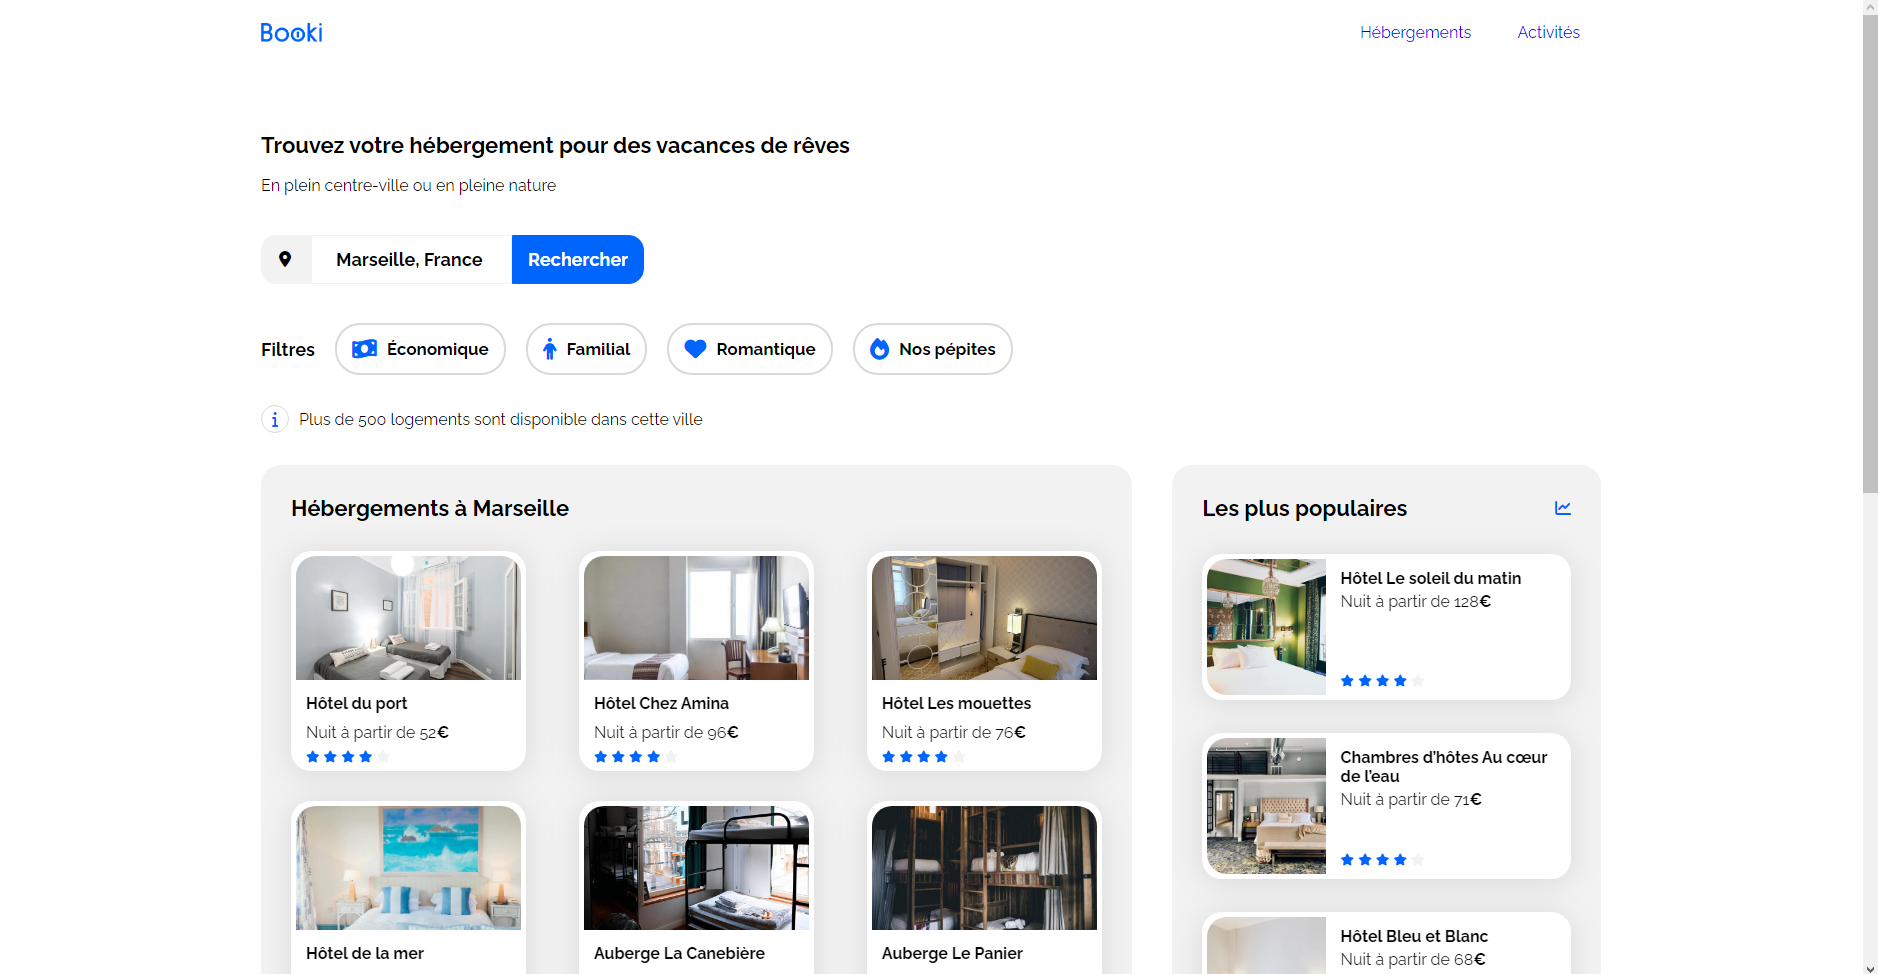 Booki
Hébergements
Activités
Trouvez votre hébergement pour des vacances de rêves
En plein centre-ville ou en pleine nature
Marseille, France
Rechercher
Filtres
Économique
Familial
Romantique
Nos pépites
Plus de 500 logements sont disponible dans cette ville
Hébergements à Marseille
Hôtel du port
Nuit à partir de 52€
Hôtel Chez Amina
Nuit à partir de 96€
Hôtel Les mouettes
Nuit à partir de 76€
Hôtel de la mer
Auberge La Canebière
Auberge Le Panier
Les plus populaires
Hôtel Le soleil du matin
Nuit à partir de 128€
Chambres d'hôtes Au cœur
de l'eau
Nuit à partir de 71€
Hôtel Bleu et Blanc
Nuit à partir de 68€